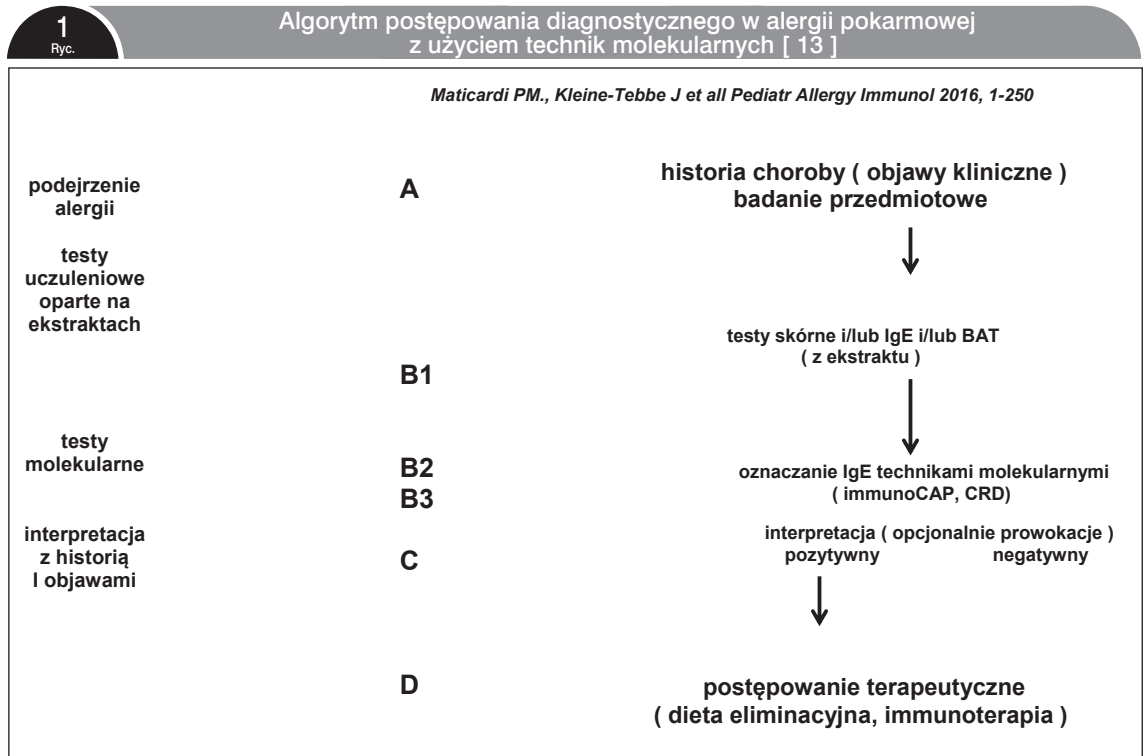 1
Ryc.
Algorytm postępowania diagnostycznego w alergii pokarmowej
z użyciem technik molekularnych [ 13 ]
Maticardi PM., Kleine-Tebbe J et all Pediatr Allergy Immunol 2016, 1-250
podejrzenie
alergii
A
historia choroby ( objawy kliniczne )
badanie przedmiotowe
testy
uczuleniowe
oparte na
ekstraktach
testy skórne i/lub IgE i/lub BAT
( z ekstraktu )
B1
testy
molekularne
B2
B3
oznaczanie IgE technikami molekularnymi
( immunoCAP, CRD)
interpretacja
z historią
I objawami
C
interpretacja ( opcjonalnie prowokacje )
pozytywny negatywny
D
postępowanie terapeutyczne
( dieta eliminacyjna, immunoterapia )